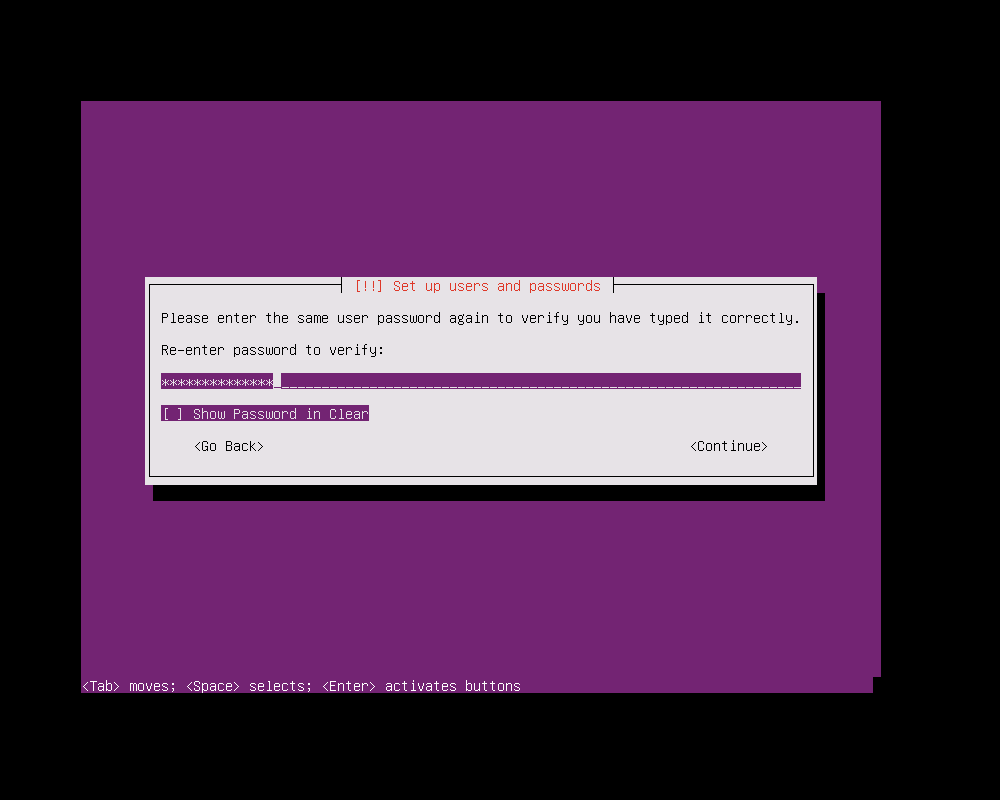 [!!] Set up users and passwords
Please enter the same user password again to verify you have typed it correctly.
Re-enter password to verify:
**************
[ ] Show Password in Clear
<Go Back> <Continue>
<Tab> moves; <Space> selects; <Enter> activates buttons